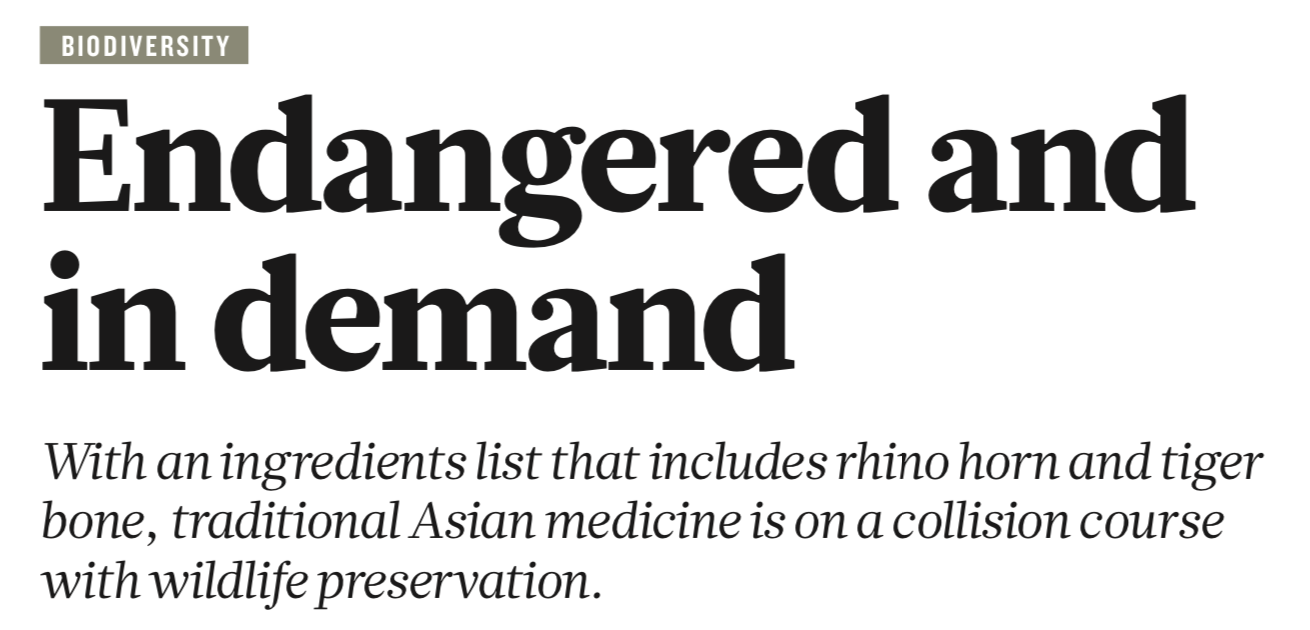 BIODIVERSITY
Endangered and
in demand
With an ingredients list that includes rhino horn and tiger
bone, traditional Asian medicine is on a collision course
with wildlife preservation.